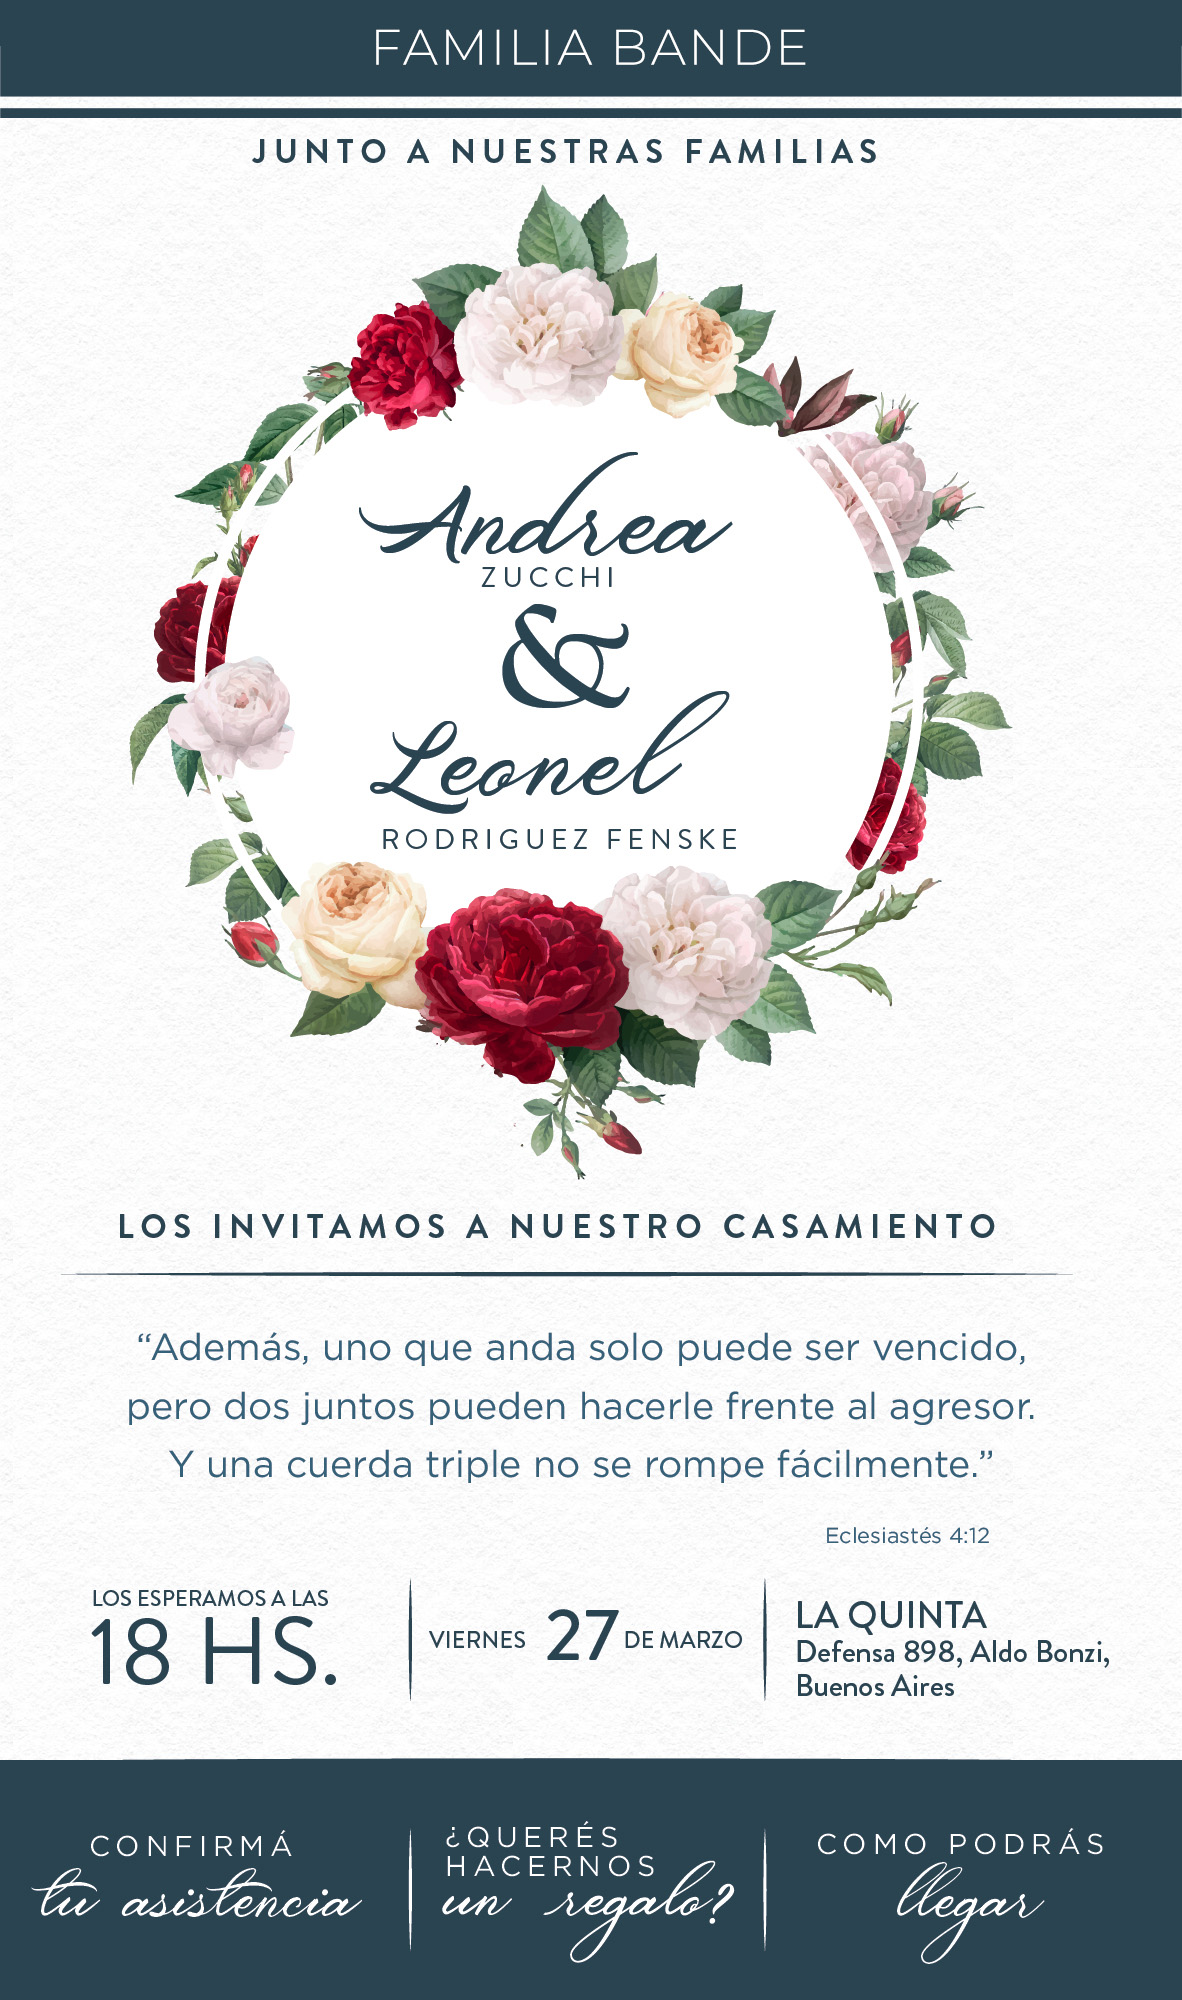 FAMILIA BANDE
JUNTO A NUESTRAS FAMILIAS
Andrea
ZUCCHI
&
Leonel
RODRIGUEZ FENSKE
LOS INVITAMOS A NUESTRO CASAMIENTO
“Además, uno que anda solo puede ser vencido,
pero dos juntos pueden hacerle frente al agresor.
Y una cuerda triple no se rompe fácilmente.”
Eclesiastés 4:12
LOS ESPERAMOS A LAS
18 HS.
VIERNES 27 DE MARZO
LA QUINTA
Defensa 898, Aldo Bonzi,
Buenos Aires
CONFIRMÁ
tu asistencia
¿QUERÉS
HACERNOS
un regalo?
COMO PODRÁS
llegar